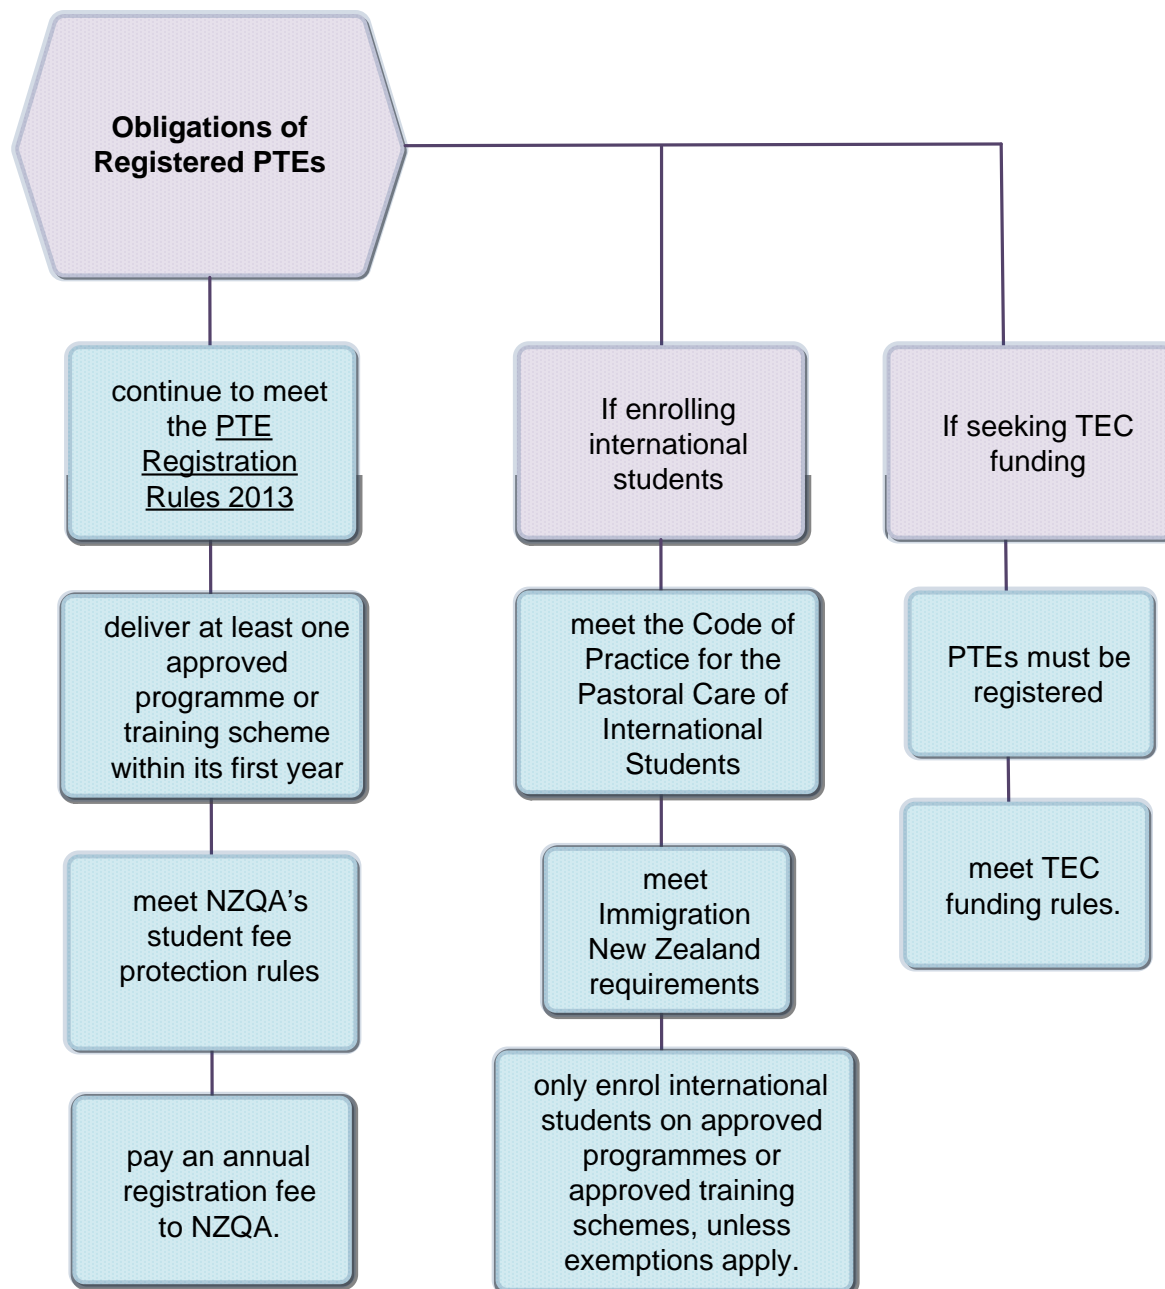 Obligations of
Registered PTEs
continue to meet
the PTE
Registration
Rules 2013
deliver at least one
approved
programme or
training scheme
within its first year
meet NZQA’s
student fee
protection rules
pay an annual
registration fee
to NZQA.
If enrolling
international
students
meet the Code of
Practice for the
Pastoral Care of
International
Students
meet
Immigration
New Zealand
requirements
only enrol international
students on approved
programmes or
approved training
schemes, unless
exemptions apply.
If seeking TEC
funding
PTEs must be
registered
meet TEC
funding rules.